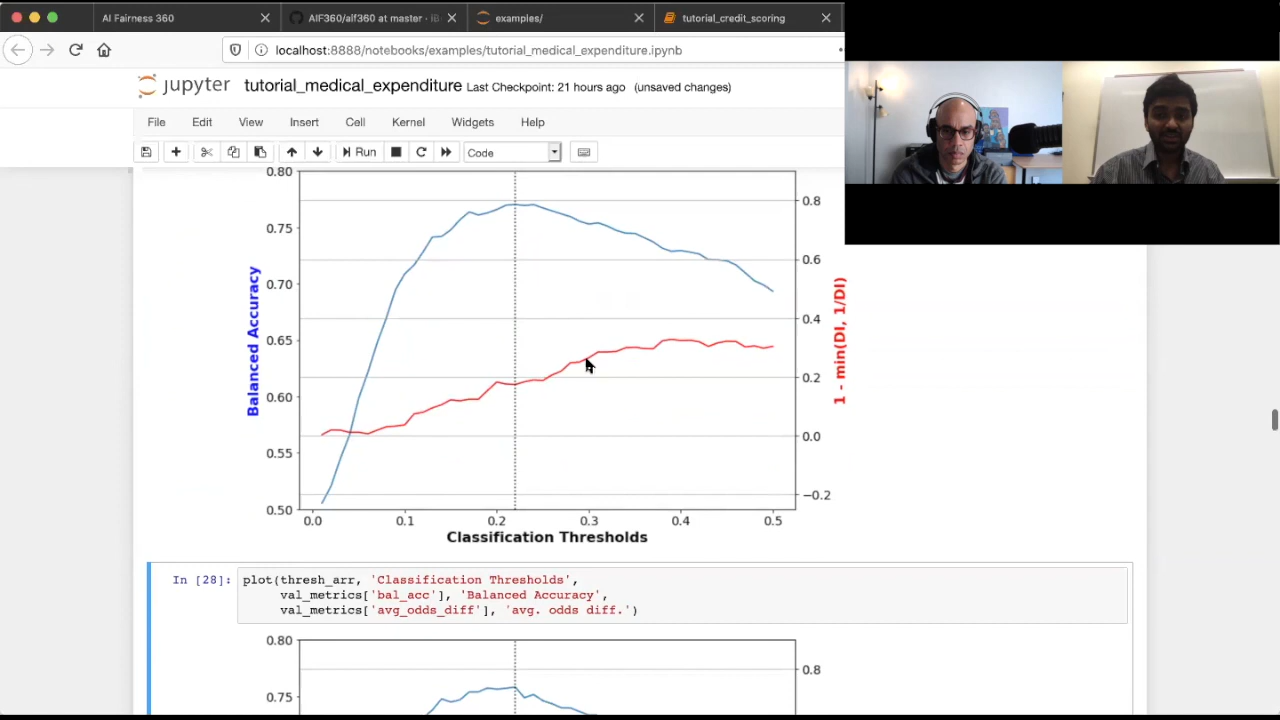 AI Fairness 360
AIF360/aif360 at master · IB
examples/
tutorial_credit_scoring
localhost:8888/notebooks/examples/tutorial_medical_expenditure.ipynb
jupyter tutorial_medical_expenditure Last Checkpoint: 21 hours ago (unsaved changes)
File Edit View Insert Cell Kernel Widgets Help
Run Code
0.80
0.75
0.70
0.65
0.60
0.55
0.50
Balanced Accuracy
0.8
0.6
0.4
0.2
0.0
−0.2
1 - min(DI, 1/DI)
0.0 0.1 0.2 0.3 0.4 0.5
Classification Thresholds
In [28]: plot(thresh_arr, 'Classification Thresholds',
val_metrics['bal_acc'], 'Balanced Accuracy',
val_metrics['avg_odds_diff'], 'avg. odds diff.')
0.80
0.75
0.8